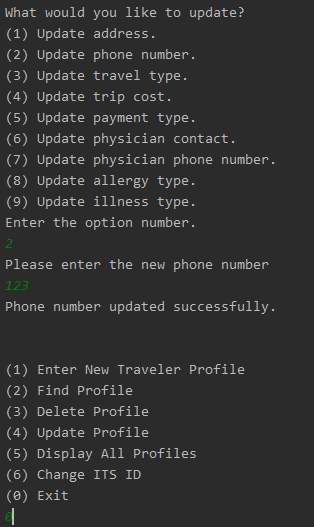 What would you like to update?
(1) Update address.
(2) Update phone number.
(3) Update travel type.
(4) Update trip cost.
(5) Update payment type.
(6) Update physician contact.
(7) Update physician phone number.
(8) Update allergy type.
(9) Update illness type.
Enter the option number.
2
Please enter the new phone number
123
Phone number updated successfully.
(1) Enter New Traveler Profile
(2) Find Profile
(3) Delete Profile
(4) Update Profile
(5) Display All Profiles
(6) Change ITS ID
(0) Exit
0